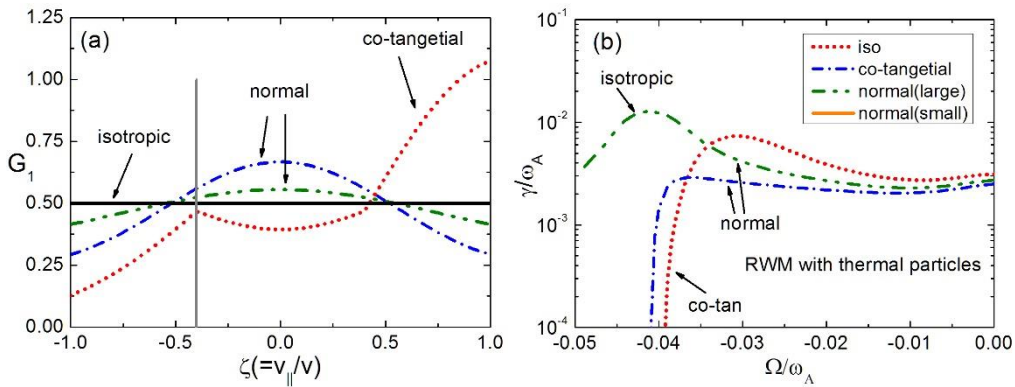 (a)
co-tangetial
normal
isotropic
G
1
1.25
1.00
0.75
0.50
0.25
0.00
-1.0
-0.5
0.0
0.5
1.0
ζ(=v||/v)
(b)
iso
co-tangetial
normal(large)
normal(small)
isotropic
normal
RWM with thermal particles
co-tan
γ/ω_A
10⁻¹
10⁻²
10⁻³
10⁻⁴
-0.05
-0.04
-0.03
-0.02
-0.01
0.00
Ω/ω_A